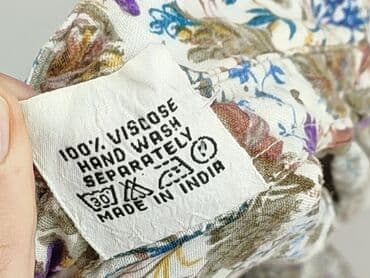 100% VISCOSE
HAND WASH
SEPARATELY
30
MADE IN INDIA